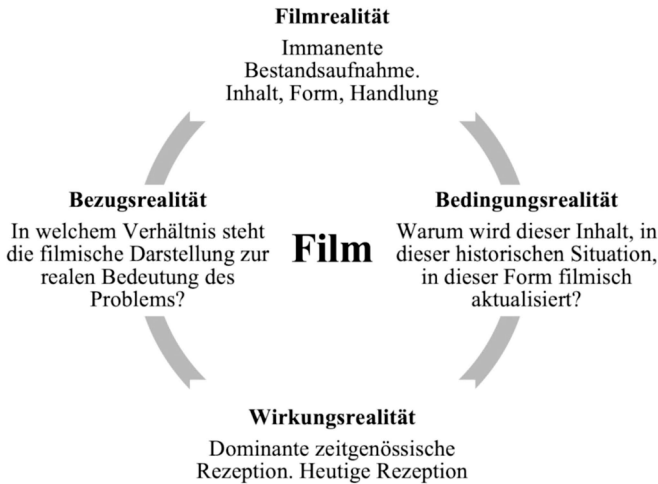 Filmrealität
Immanente
Bestandsaufnahme.
Inhalt, Form, Handlung
Bezugsrealität
In welchem Verhältnis steht
die filmische Darstellung zur
realen Bedeutung des
Problems?
Film
Bedingungsrealität
Warum wird dieser Inhalt, in
dieser historischen Situation,
in dieser Form filmisch
aktualisiert?
Wirkungsrealität
Dominante zeitgenössische
Rezeption. Heutige Rezeption